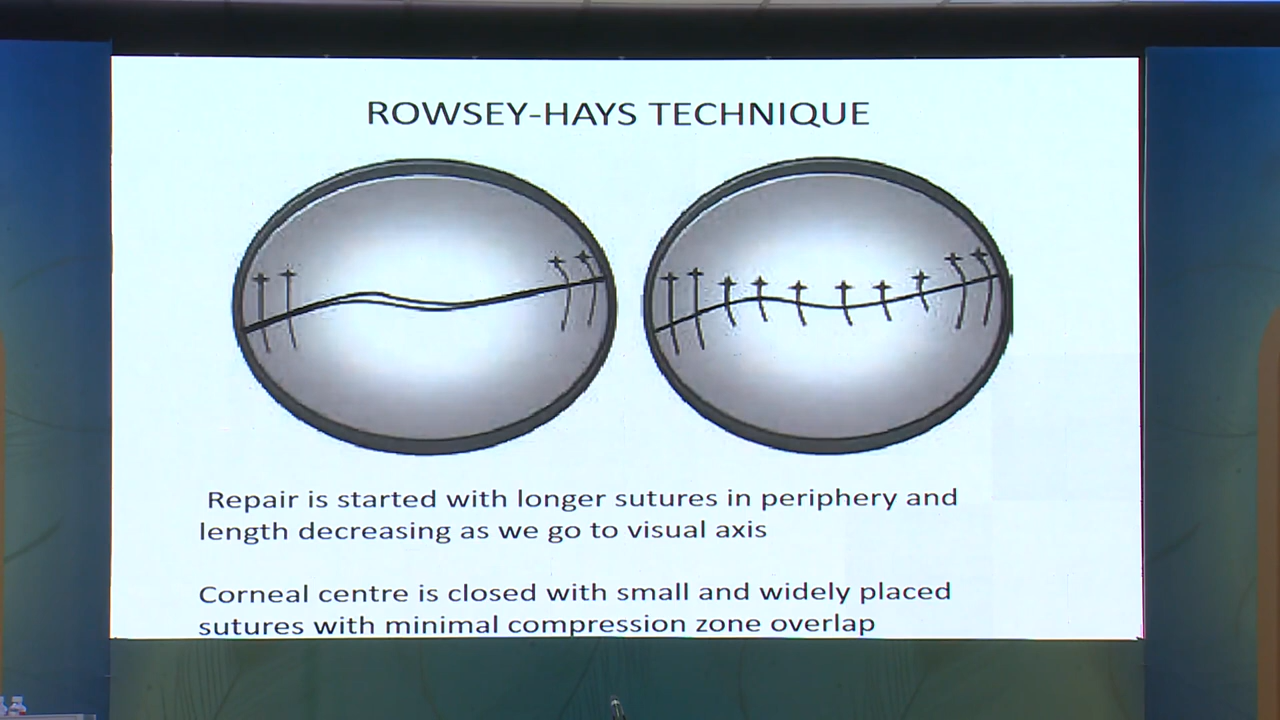 ROWSEY-HAYS TECHNIQUE
Repair is started with longer sutures in periphery and
length decreasing as we go to visual axis
Corneal centre is closed with small and widely placed
sutures with minimal compression zone overlap